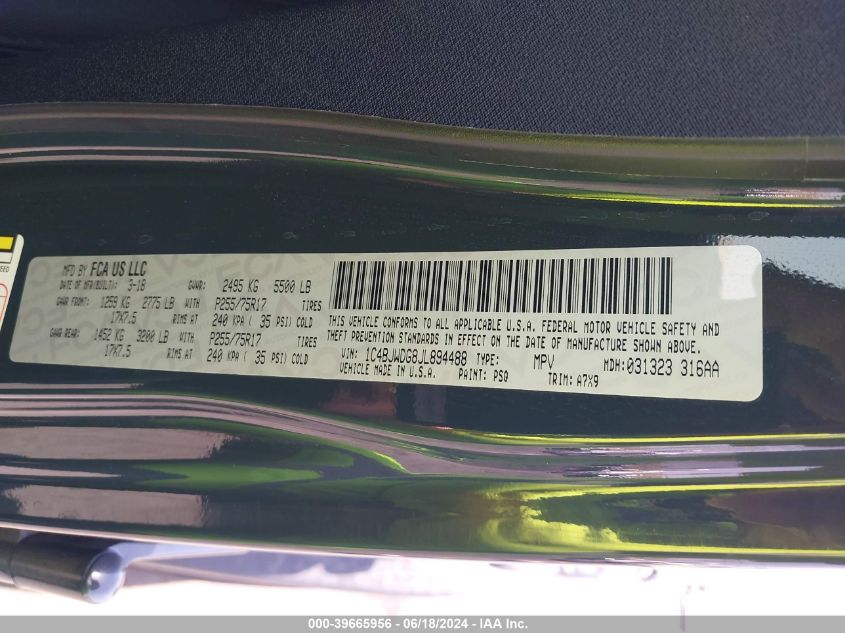 USED
MFD BY FCA US LLC
DATE OF MFR(BUILT): 3-18 GVWR: 2495 KG 5500 LB
GAWR FRONT: 1259 KG 2775 LB WITH P255/75R17 TIRES
17X7.5 RIMS AT 240 KPA ( 35 PSI) COLD
GAWR REAR: 1452 KG 3200 LB WITH P255/75R17 TIRES
17X7.5 RIMS AT 240 KPA ( 35 PSI) COLD
THIS VEHICLE CONFORMS TO ALL APPLICABLE U.S.A. FEDERAL MOTOR VEHICLE SAFETY AND
THEFT PREVENTION STANDARDS IN EFFECT ON THE DATE OF MANUFACTURE SHOWN ABOVE.
VIN: 1C4BJWDG8JL894488 TYPE: MPV MDH: 031323 316AA
VEHICLE MADE IN U.S.A. PAINT: PSQ TRIM: A7X9
000-39665956 - 06/18/2024 - IAA Inc.